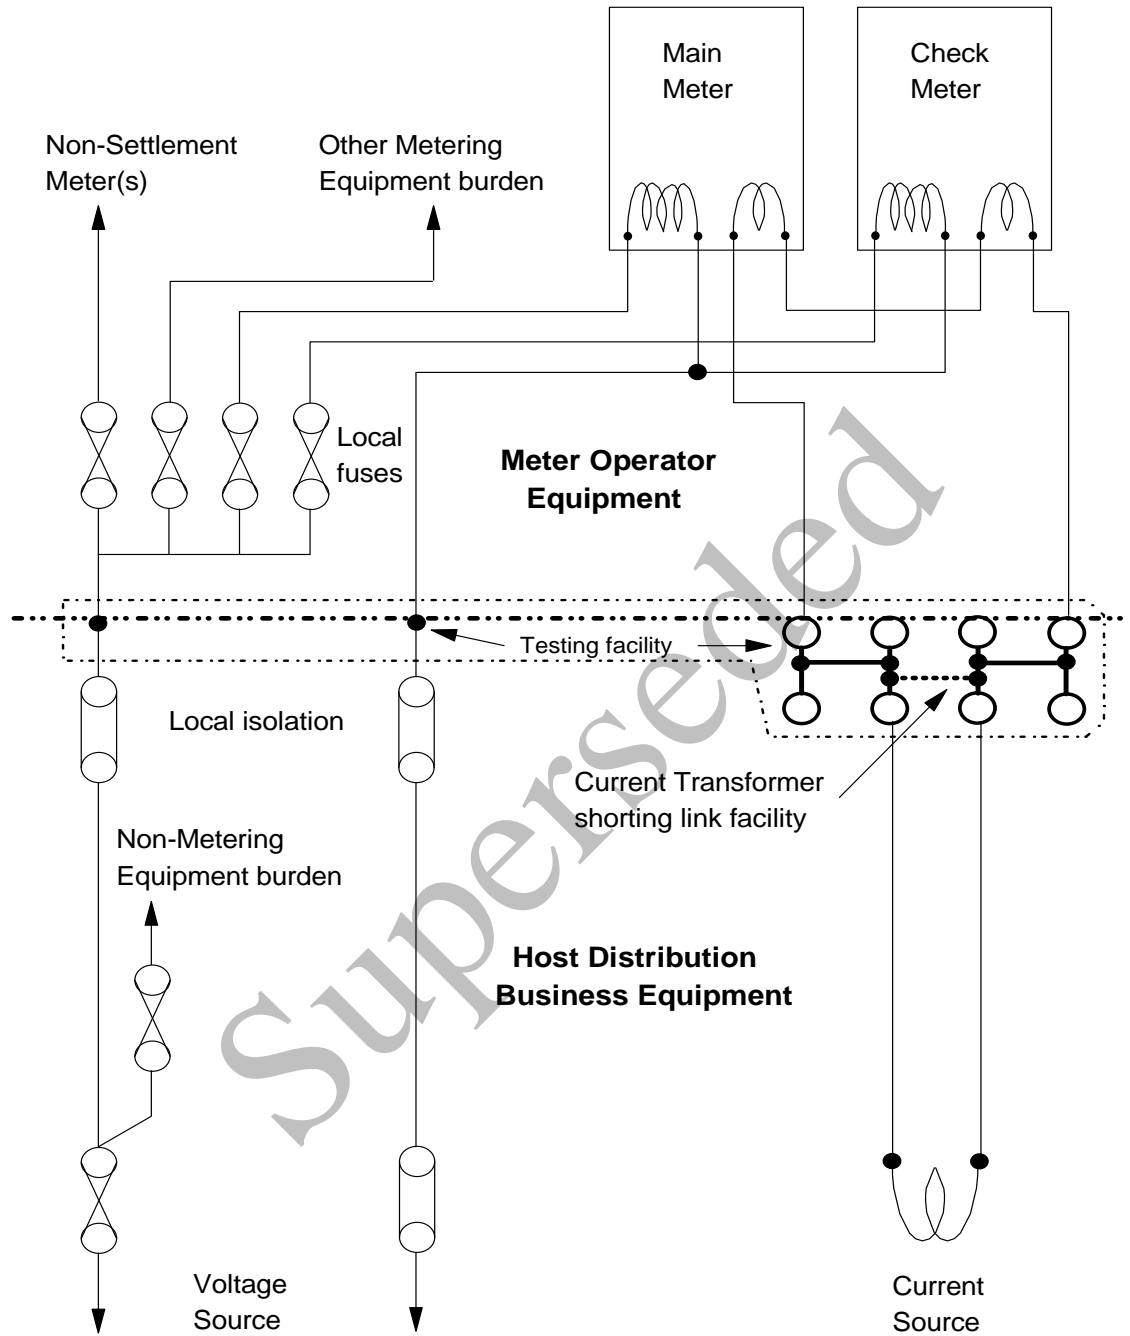 Main
Meter
Check
Meter
Non-Settlement
Meter(s)
Other Metering
Equipment burden
Local
fuses
Meter Operator
Equipment
Testing facility
Local isolation
Current Transformer
shorting link facility
Non-Metering
Equipment burden
Host Distribution
Business Equipment
Superseded
Voltage
Source
Current
Source